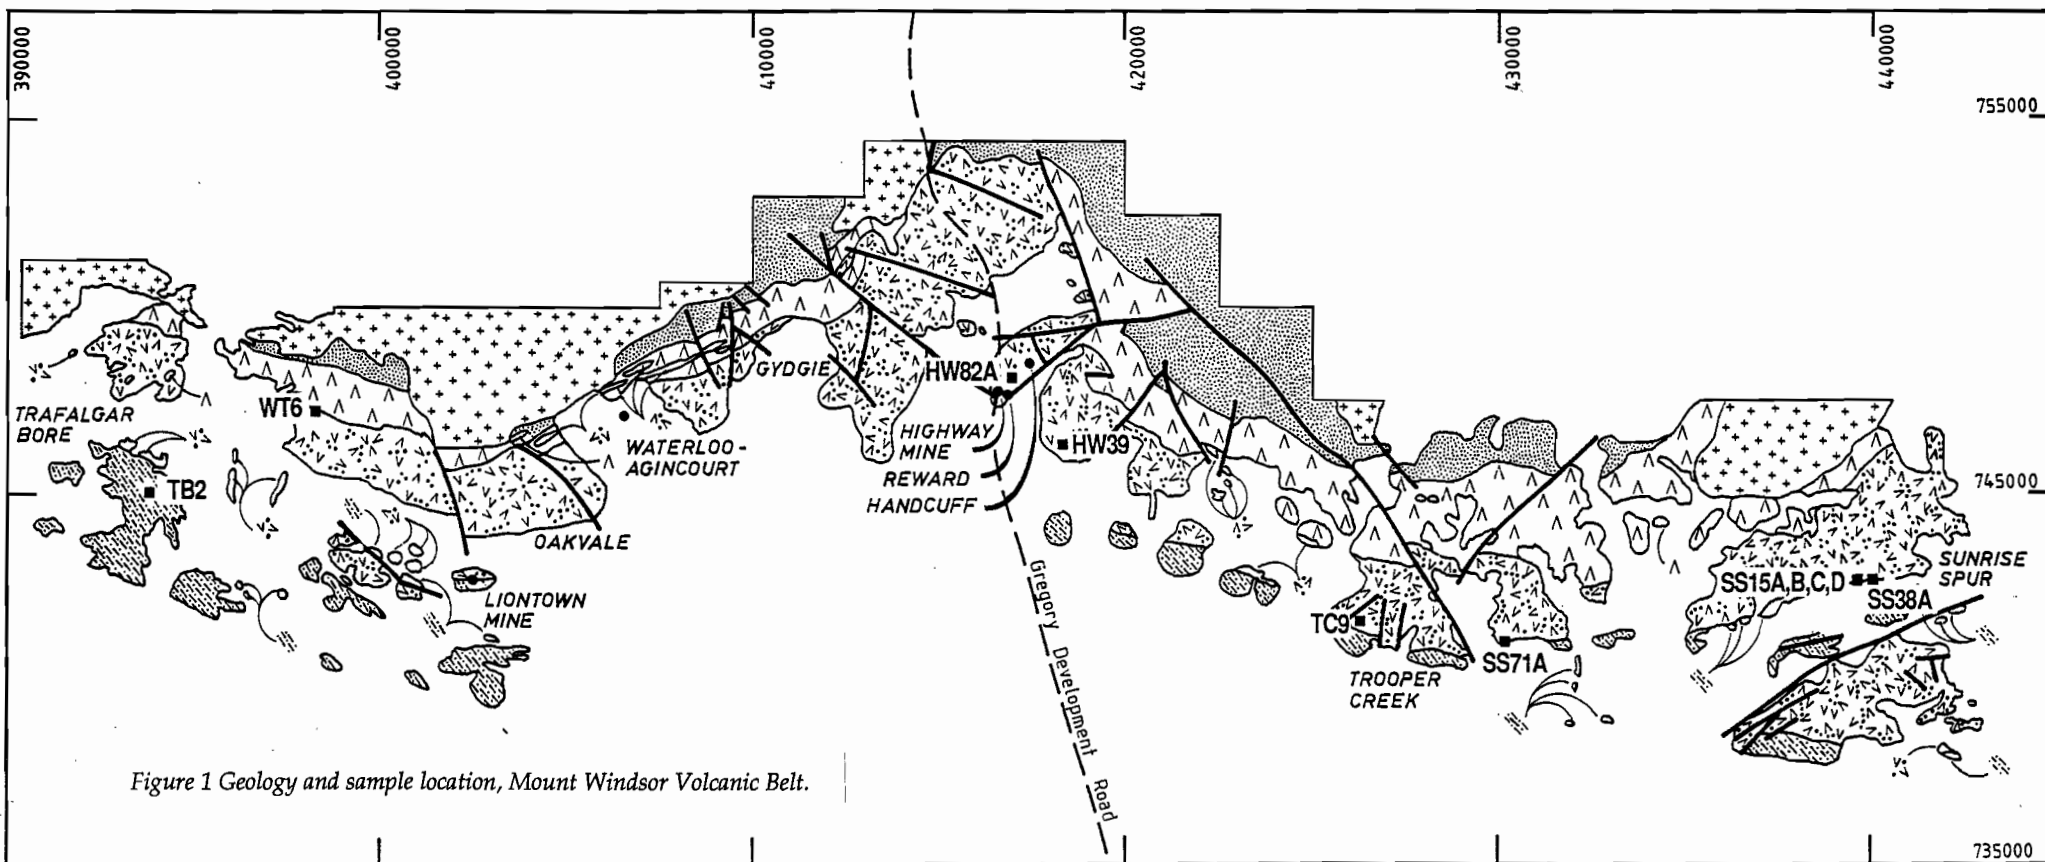 390000
400000
410000
420000
430000
440000
755000
GYDGIE
HW82A
WT6
TRAFALGAR
BORE
HIGHWAY
MINE
HW39
WATERLOO-
AGINCOURT
REWARD
HANDCUFF
TB2
745000
OAKVALE
SUNRISE
SPUR
SS15A,B,C,D
SS38A
LIONTOWN
MINE
TC9
SS71A
TROOPER
CREEK
Gregory Development Road
Figure 1 Geology and sample location, Mount Windsor Volcanic Belt.
735000